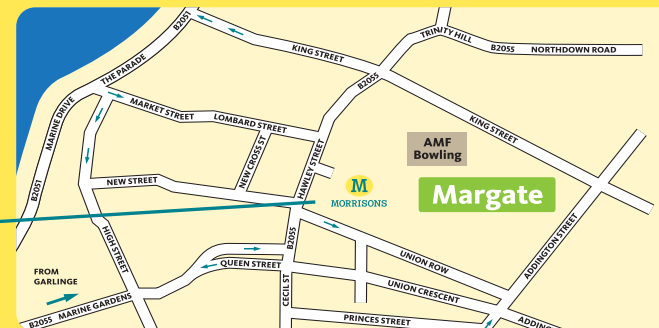 B2051
KING STREET
TRINITY HILL
B2055
NORTHDOWN ROAD
THE PARADE
B2055
MARINE DRIVE
MARKET STREET
LOMBARD STREET
KING STREET
AMF
Bowling
NEW CROSS ST
HAWLEY STREET
B2051
NEW STREET
M
MORRISONS
Margate
HIGH STREET
B2055
UNION ROW
ADDINGTON STREET
QUEEN STREET
FROM
GARLINGE
CECIL ST
UNION CRESCENT
B2055
MARINE GARDENS
PRINCES STREET